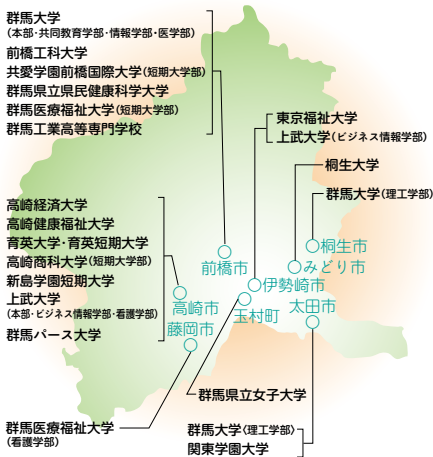 群馬大学
(本部・共同教育学部・情報学部・医学部)
前橋工科大学
共愛学園前橋国際大学(短期大学部)
群馬県立県民健康科学大学
群馬医療福祉大学(短期大学部)
群馬工業高等専門学校
東京福祉大学
上武大学(ビジネス情報学部)
桐生大学
群馬大学(理工学部)
高崎経済大学
高崎健康福祉大学
育英大学・育英短期大学
高崎商科大学(短期大学部)
新島学園短期大学
上武大学
(本部・ビジネス情報学部・看護学部)
群馬パース大学
桐生市
みどり市
前橋市
伊勢崎市
高崎市
玉村町
太田市
藤岡市
群馬県立女子大学
群馬医療福祉大学
(看護学部)
群馬大学(理工学部)
関東学園大学